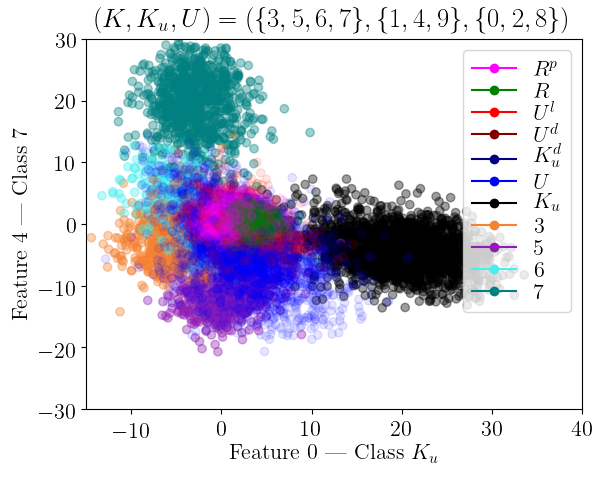 (K, K_u, U) = ({3, 5, 6, 7}, {1, 4, 9}, {0, 2, 8})
30
20
10
0
−10
−20
−30
Feature 4 — Class 7
R^p
R
U^l
U^d
K_u^d
U
K_u
3
5
6
7
−10
0
10
20
30
40
Feature 0 — Class K_u